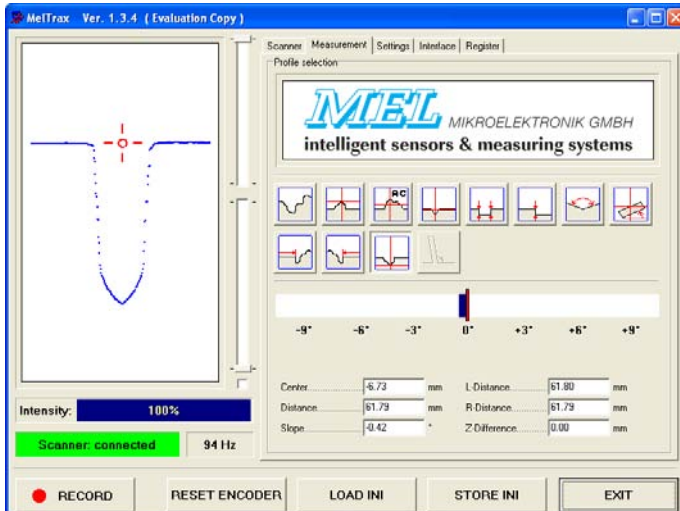 MelTrax Ver. 1.3.4 ( Evaluation Copy )
Scanner Measurement Settings Interface Register
Profile selection
MEL MIKROELEKTRONIK GMBH
intelligent sensors & measuring systems
AC
-9° -6° -3° 0° +3° +6° +9°
Center -6.73 mm L-Distance 61.80 mm
Distance 61.79 mm R-Distance 61.79 mm
Slope -0.42 ° Z-Difference 0.00 mm
Intensity: 100%
Scanner: connected 94 Hz
RECORD RESET ENCODER LOAD INI STORE INI EXIT